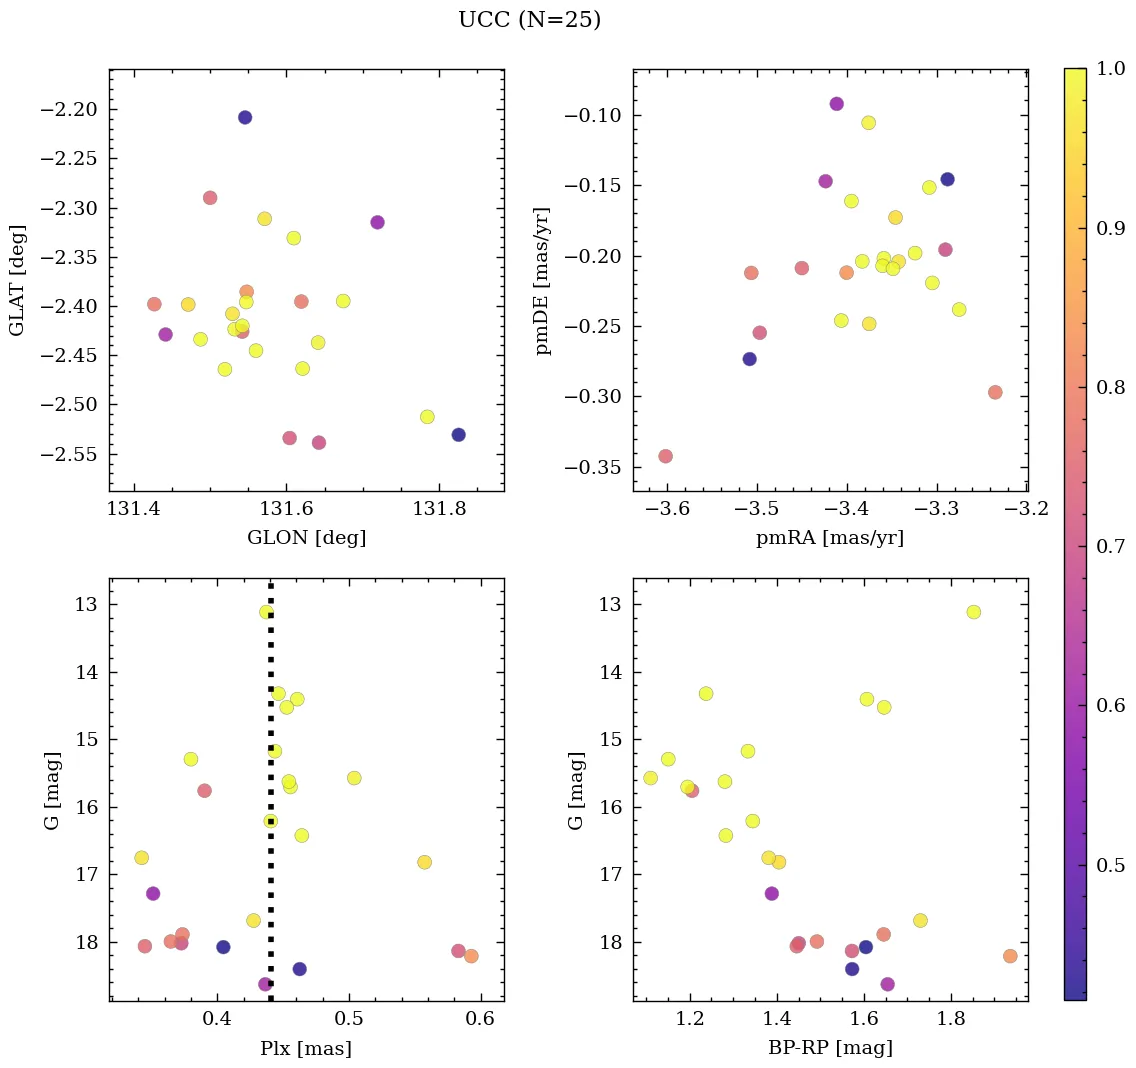 UCC (N=25)
−2.20
−2.25
−2.30
−2.35
−2.40
−2.45
−2.50
−2.55
GLAT [deg]
131.4 131.6 131.8
GLON [deg]
−0.10
−0.15
−0.20
−0.25
−0.30
−0.35
pmDE [mas/yr]
−3.6 −3.5 −3.4 −3.3 −3.2
pmRA [mas/yr]
13
14
15
16
17
18
G [mag]
0.4 0.5 0.6
Plx [mas]
13
14
15
16
17
18
G [mag]
1.2 1.4 1.6 1.8
BP-RP [mag]
1.0
0.9
0.8
0.7
0.6
0.5